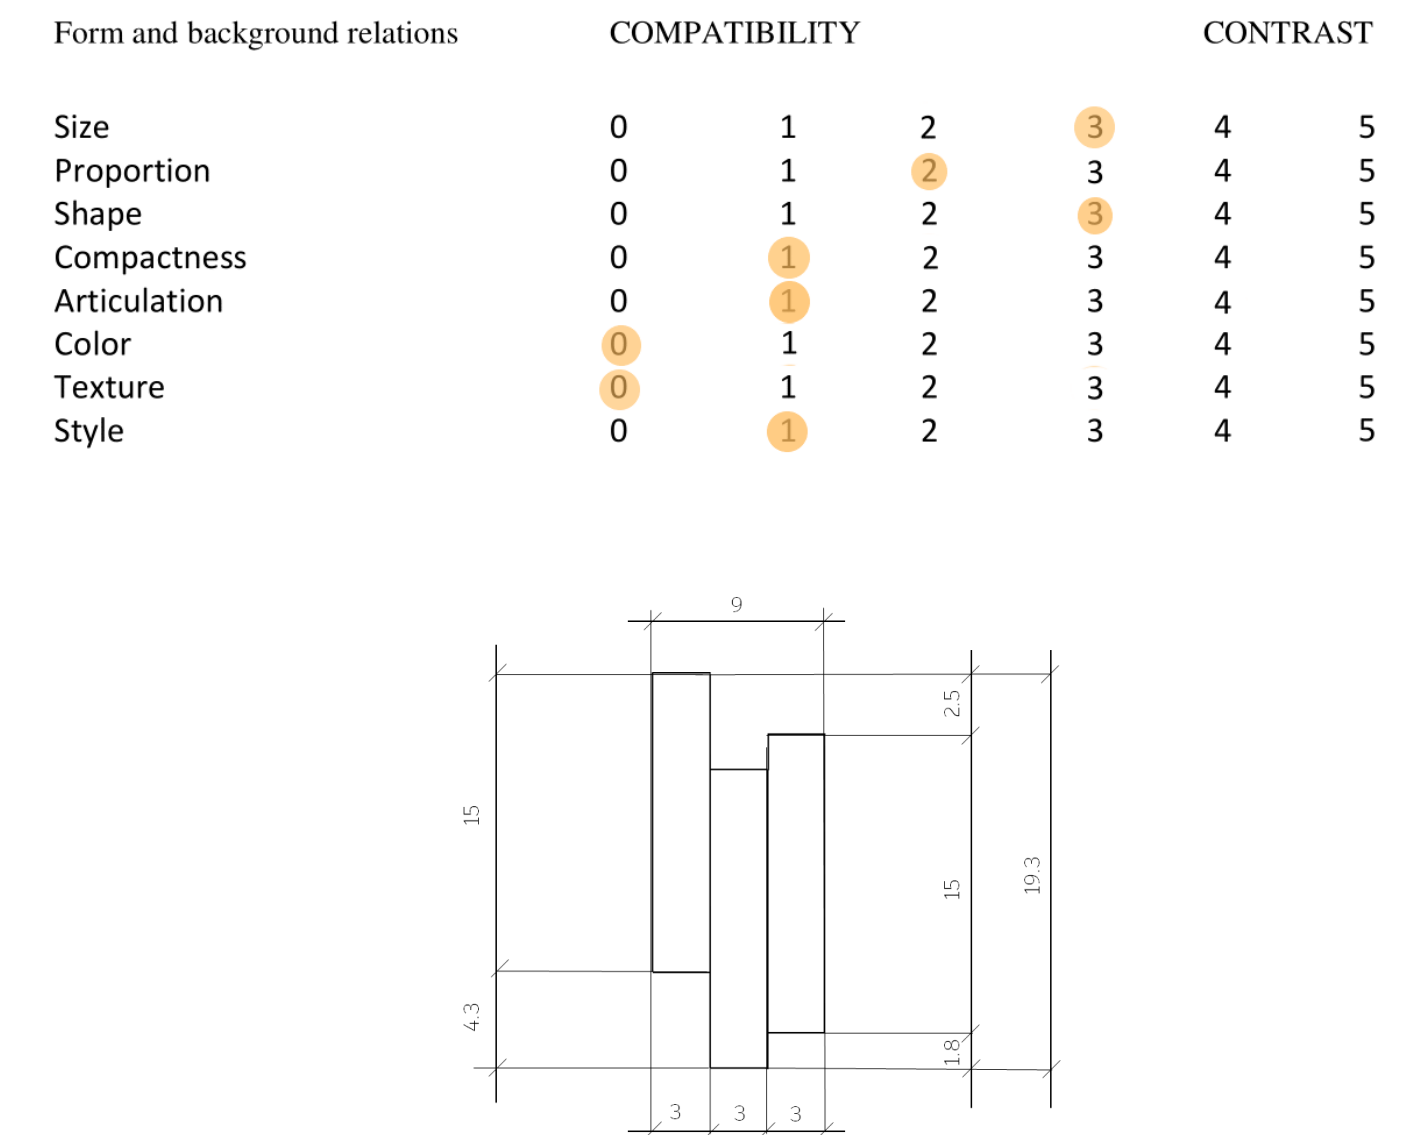 Form and background relations COMPATIBILITY CONTRAST
Size 0 1 2 3 4 5
Proportion 0 1 2 3 4 5
Shape 0 1 2 3 4 5
Compactness 0 1 2 3 4 5
Articulation 0 1 2 3 4 5
Color 0 1 2 3 4 5
Texture 0 1 2 3 4 5
Style 0 1 2 3 4 5
9
2.5
15
15
19.3
4.3
1.8
3 3 3